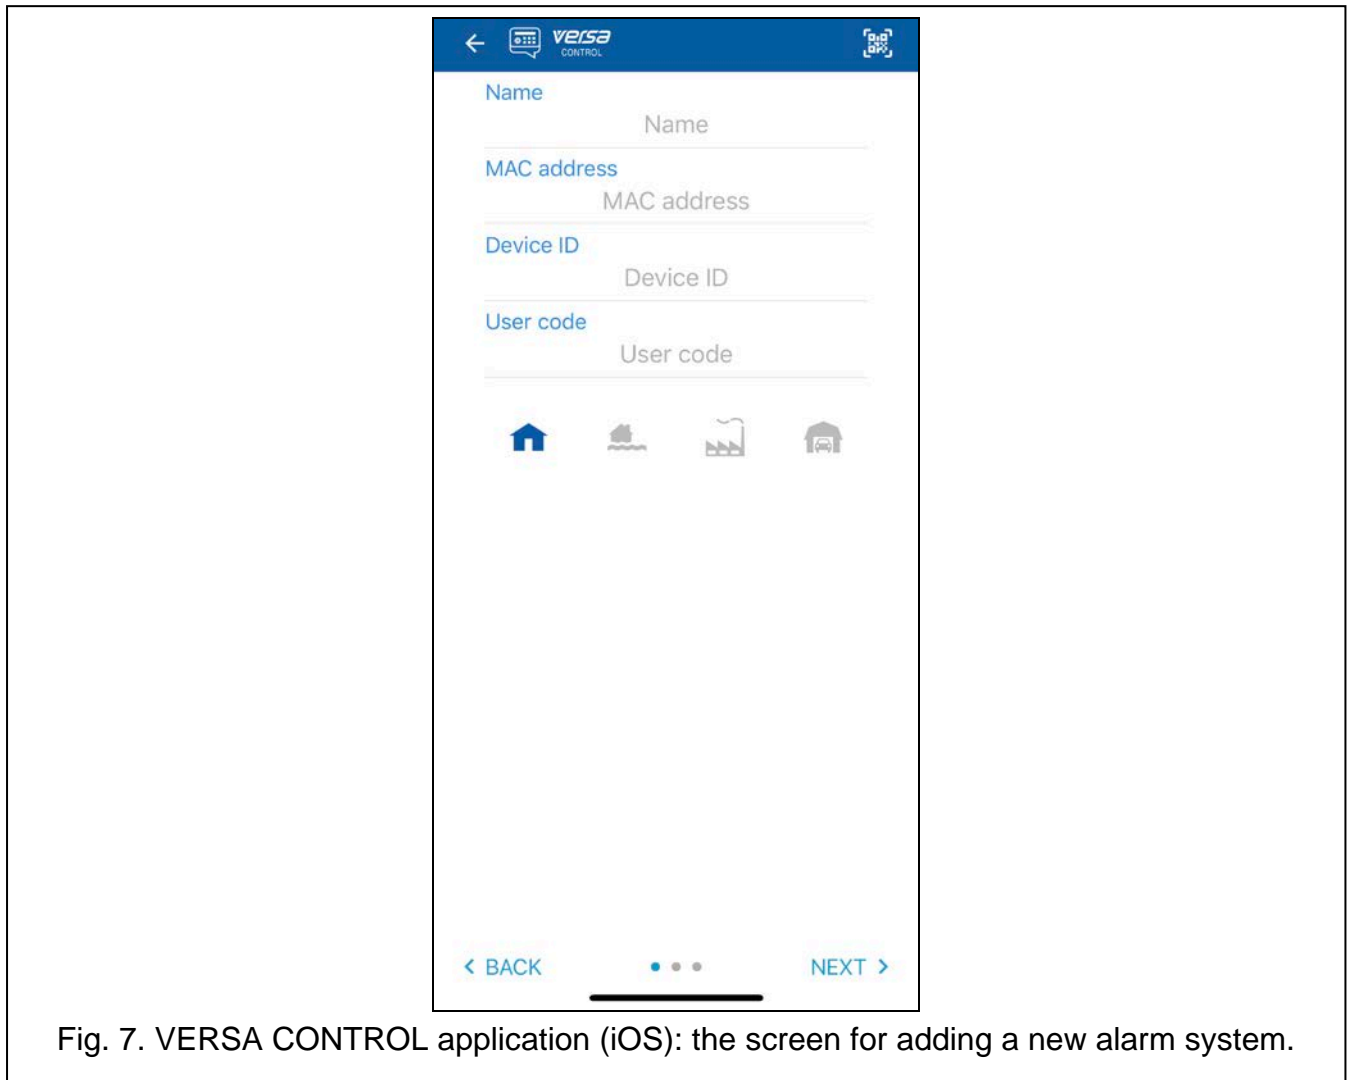 versa
CONTROL
Name
Name
MAC address
MAC address
Device ID
Device ID
User code
User code
BACK
NEXT
Fig. 7. VERSA CONTROL application (iOS): the screen for adding a new alarm system.